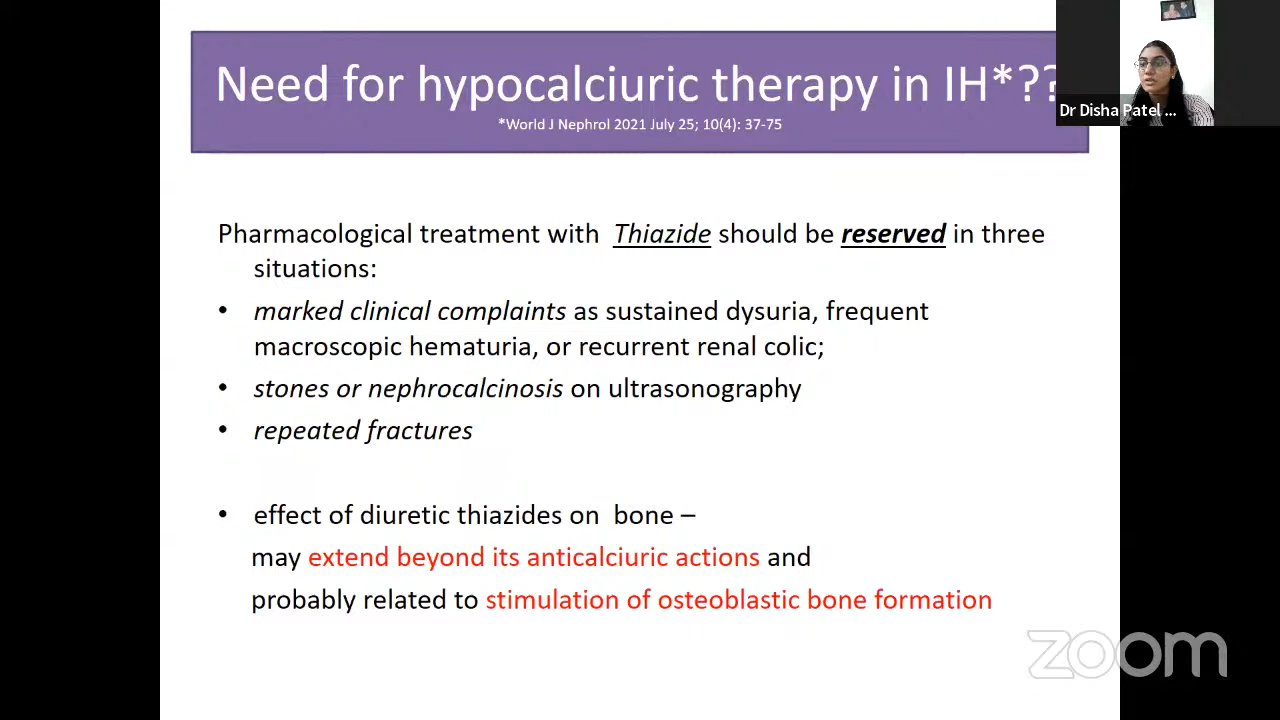 Need for hypocalciuric therapy in IH*??
*World J Nephrol 2021 July 25; 10(4): 37-75
Dr Disha Patel ...
Pharmacological treatment with Thiazide should be reserved in three
situations:
• marked clinical complaints as sustained dysuria, frequent
macroscopic hematuria, or recurrent renal colic;
• stones or nephrocalcinosis on ultrasonography
• repeated fractures
• effect of diuretic thiazides on bone –
may extend beyond its anticalciuric actions and
probably related to stimulation of osteoblastic bone formation
zoom